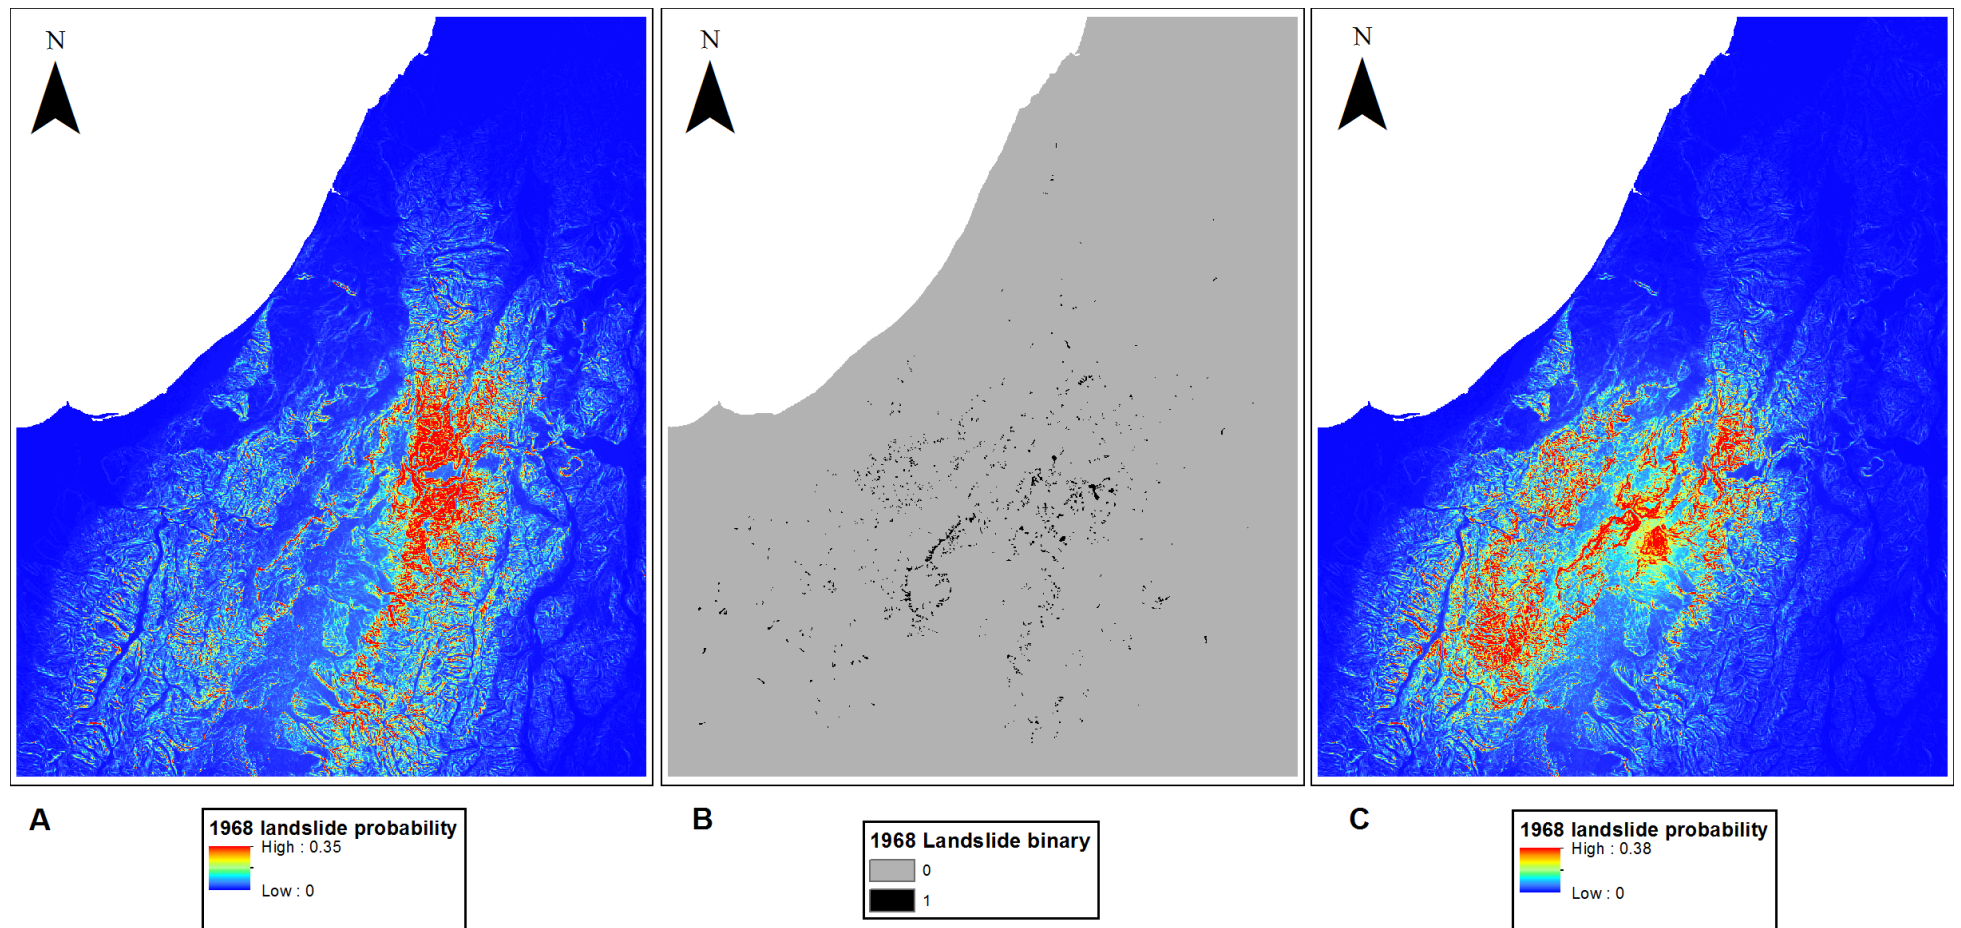 N
N
N
A
1968 landslide probability
High : 0.35
Low : 0
B
1968 Landslide binary
0
1
C
1968 landslide probability
High : 0.38
Low : 0